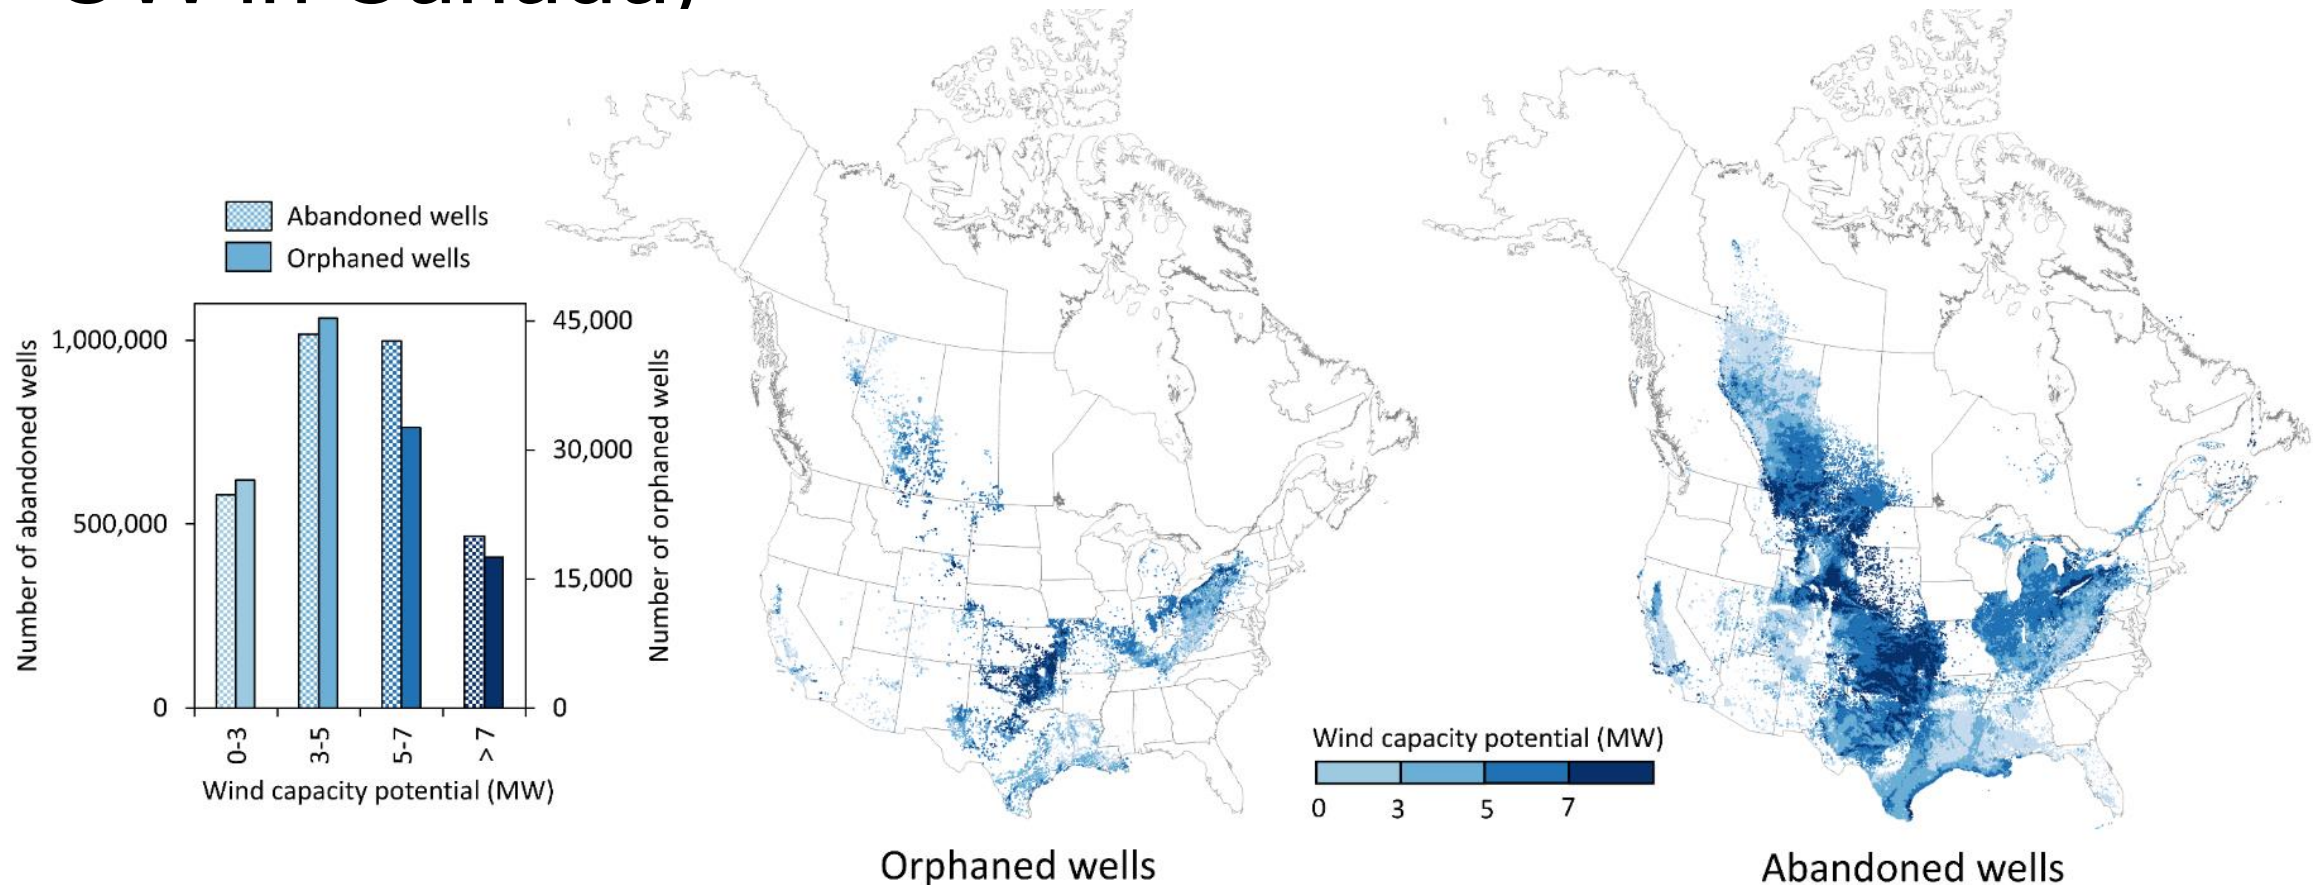 Abandoned wells
Orphaned wells
Number of abandoned wells
1,000,000
500,000
0
45,000
30,000
15,000
0
Number of orphaned wells
0-3
3-5
5-7
> 7
Wind capacity potential (MW)
Orphaned wells
Wind capacity potential (MW)
0 3 5 7
Abandoned wells